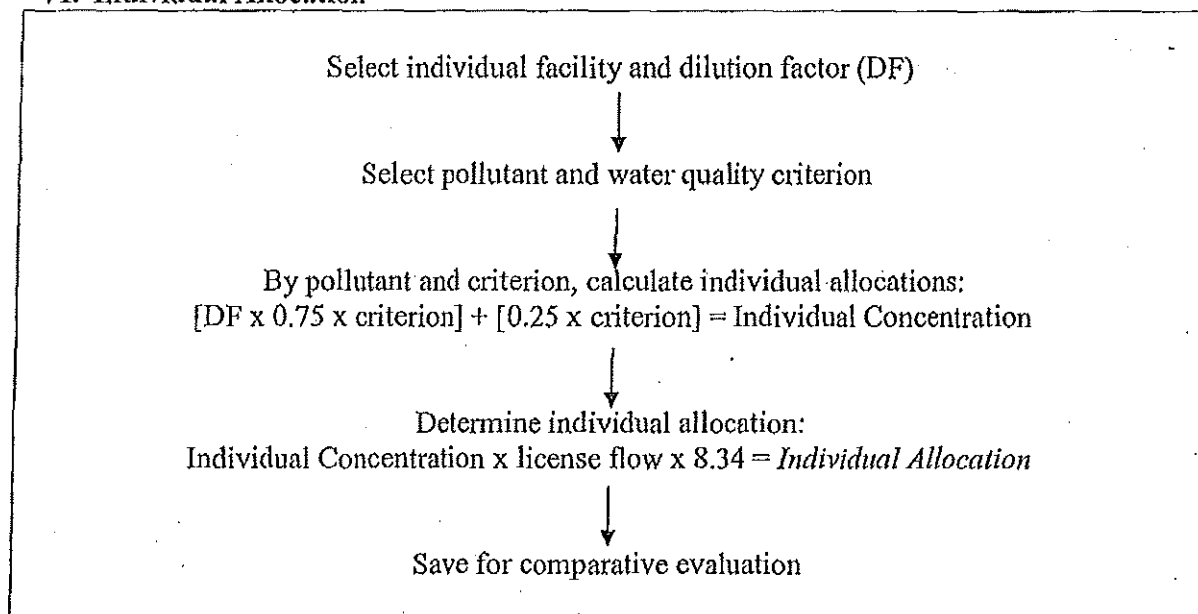 Select individual facility and dilution factor (DF)
Select pollutant and water quality criterion
By pollutant and criterion, calculate individual allocations:
[DF x 0.75 x criterion] + [0.25 x criterion] = Individual Concentration
Determine individual allocation:
Individual Concentration x license flow x 8.34 = Individual Allocation
Save for comparative evaluation